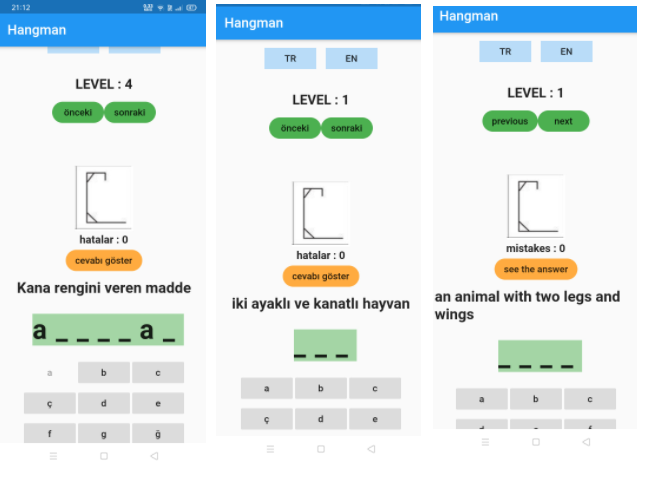 21:12
Hangman
LEVEL : 4
önceki sonraki
hatalar : 0
cevabı göster
Kana rengini veren madde
a _ _ _ _ a _
a b c
ç d e
f g ğ
Hangman
TR EN
LEVEL : 1
önceki sonraki
hatalar : 0
cevabı göster
iki ayaklı ve kanatlı hayvan
_ _ _
a b c
ç d e
Hangman
TR EN
LEVEL : 1
previous next
mistakes : 0
see the answer
an animal with two legs and
wings
_ _ _ _
a b c